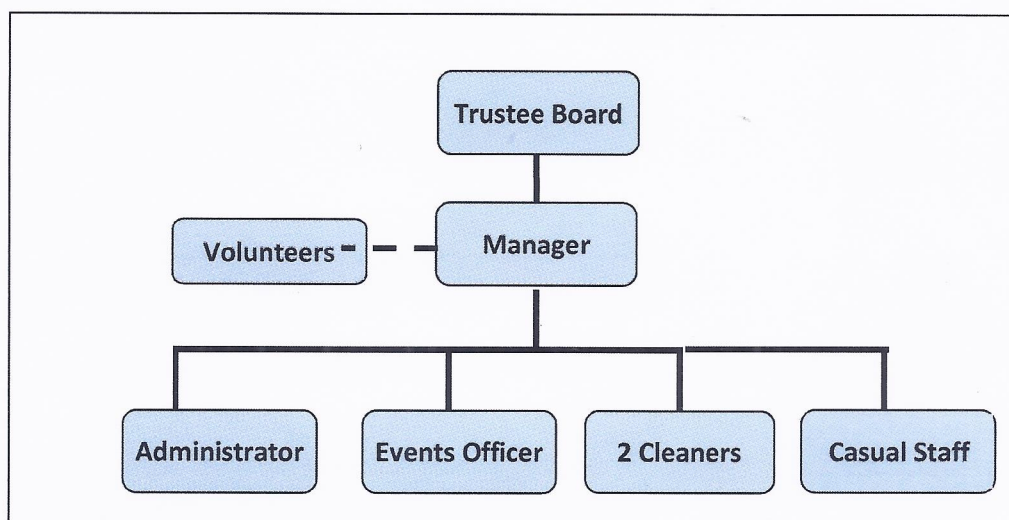 Trustee Board
Manager
Volunteers
Administrator
Events Officer
2 Cleaners
Casual Staff